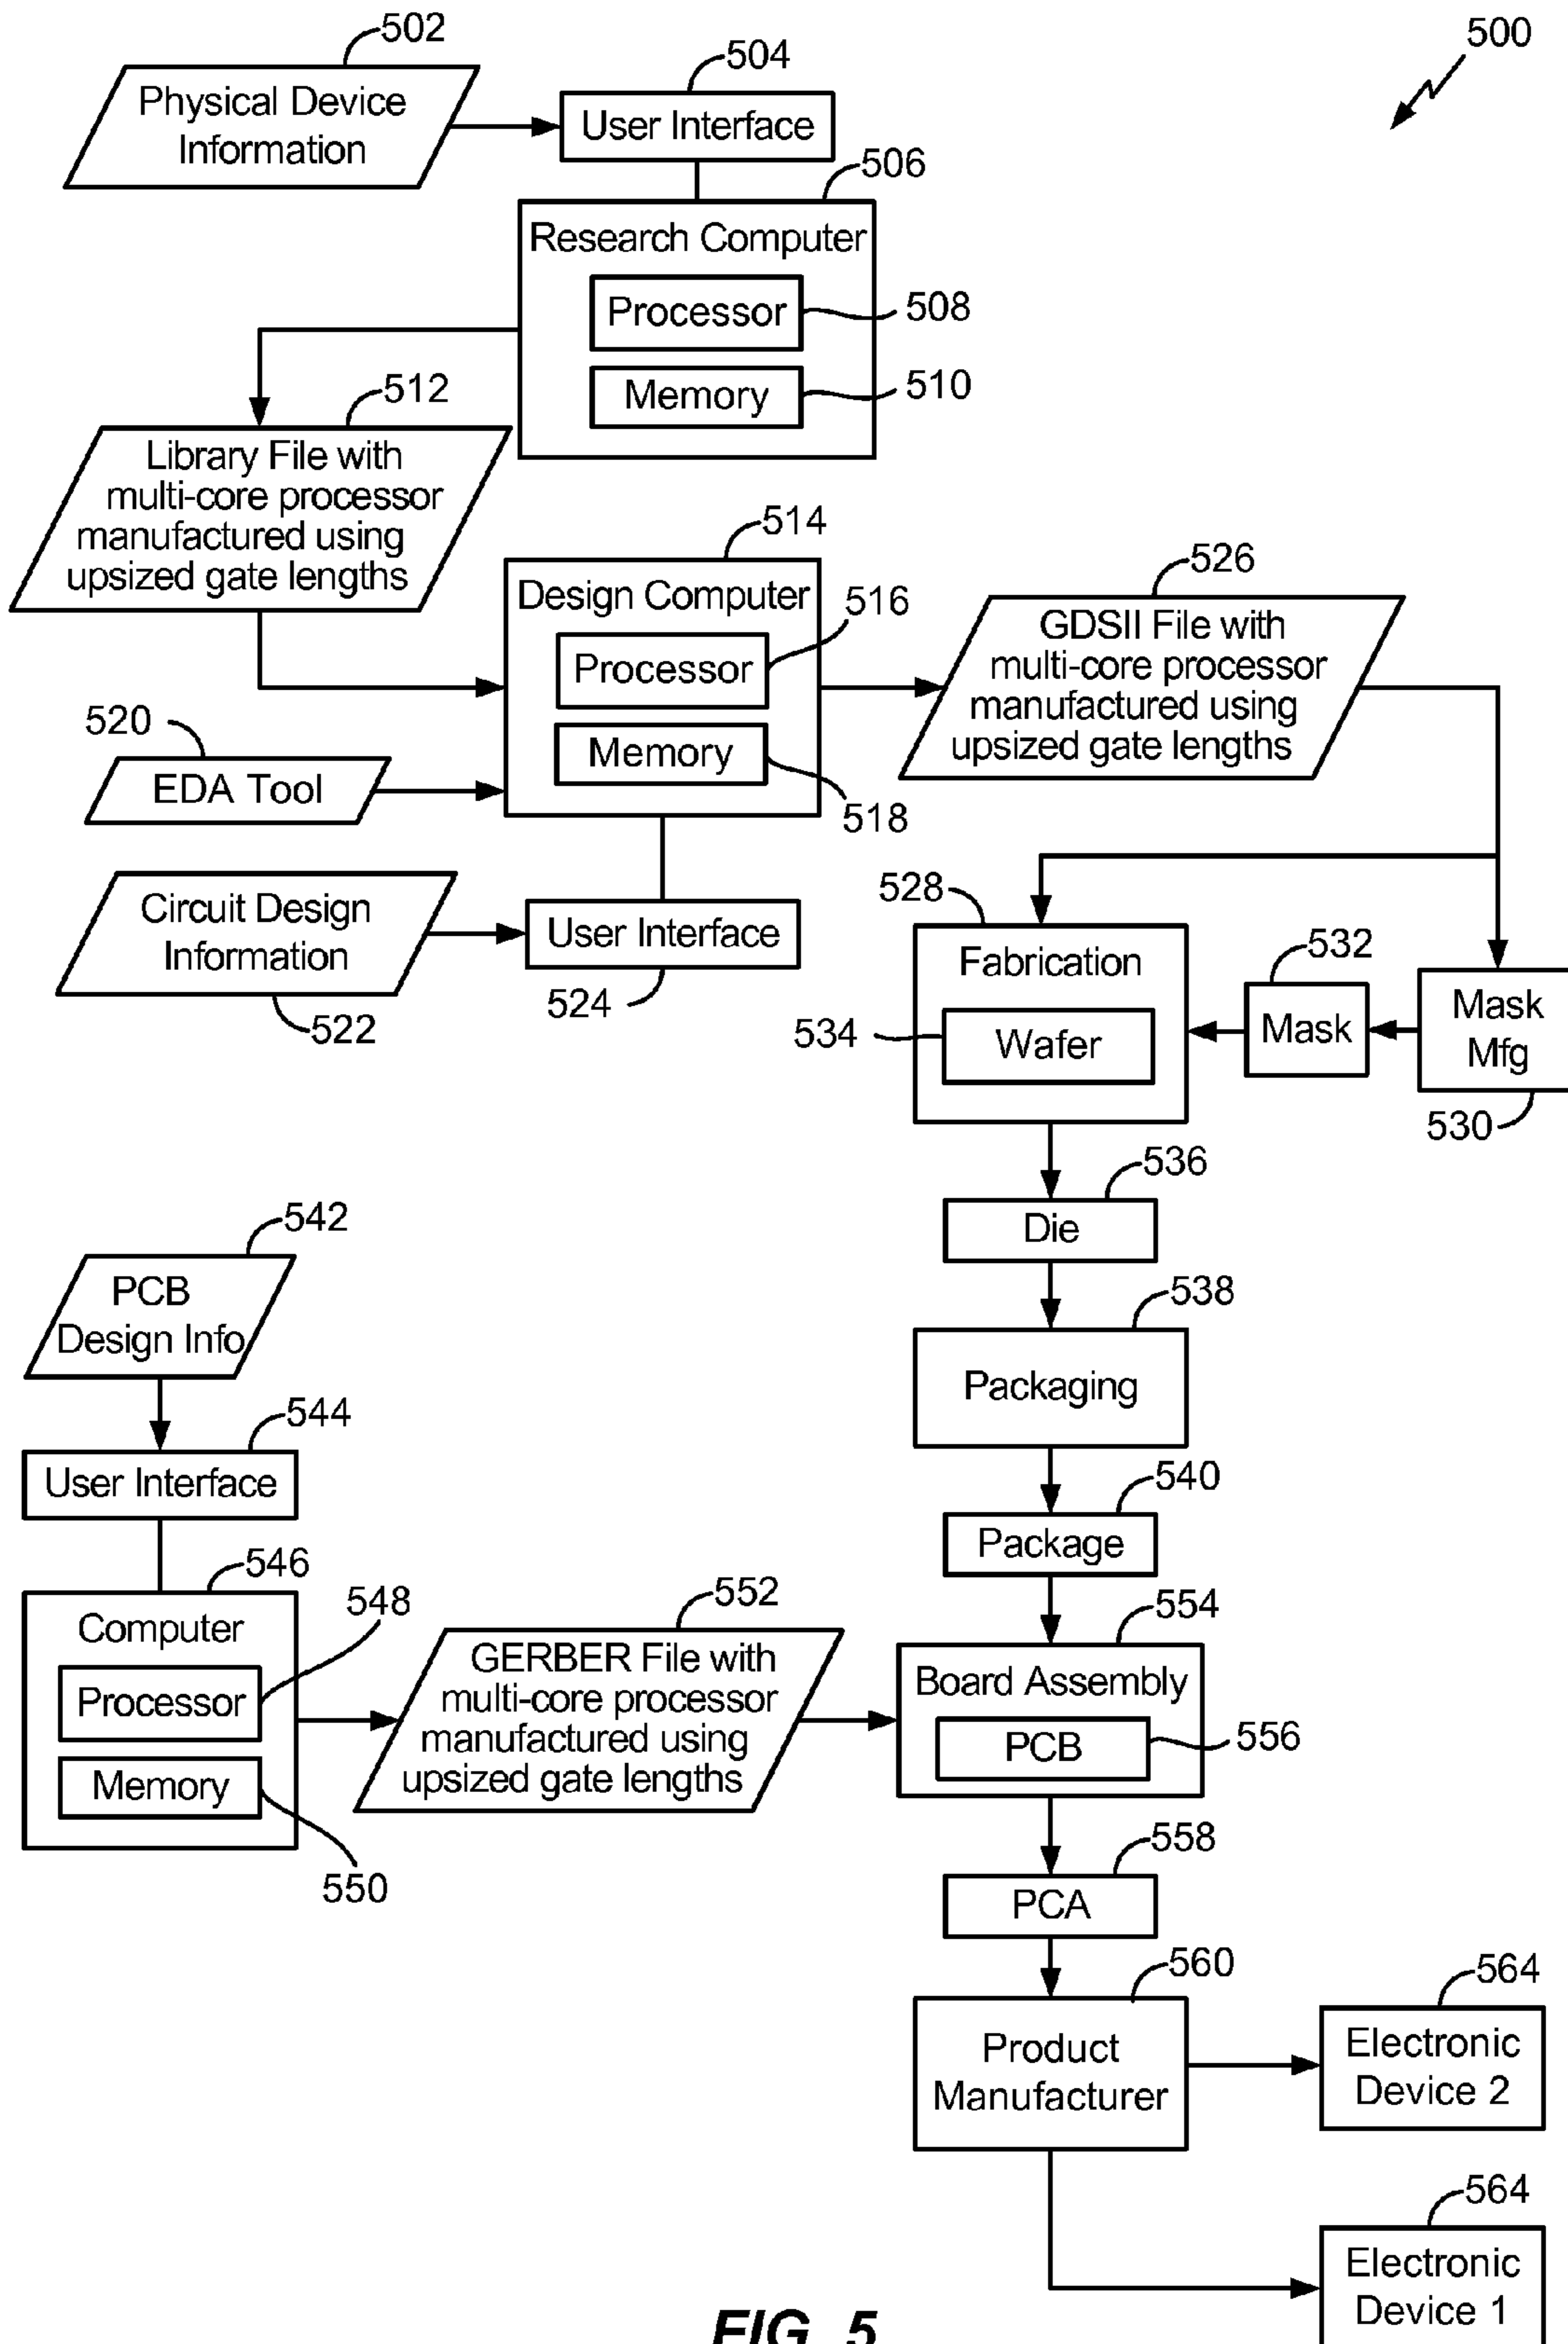 502
504
500
Physical Device
Information
User Interface
506
Research Computer
Processor
508
Memory
510
512
Library File with
multi-core processor
manufactured using
upsized gate lengths
514
Design Computer
516
Processor
Memory
518
526
GDSII File with
multi-core processor
manufactured using
upsized gate lengths
520
EDA Tool
Circuit Design
Information
522
User Interface
524
528
Fabrication
534
Wafer
532
Mask
Mask
Mfg
530
536
Die
538
Packaging
540
Package
542
PCB
Design Info
544
User Interface
546
Computer
548
Processor
Memory
550
552
GERBER File with
multi-core processor
manufactured using
upsized gate lengths
554
Board Assembly
PCB
556
558
PCA
560
Product
Manufacturer
564
Electronic
Device 2
564
Electronic
Device 1
FIG. 5